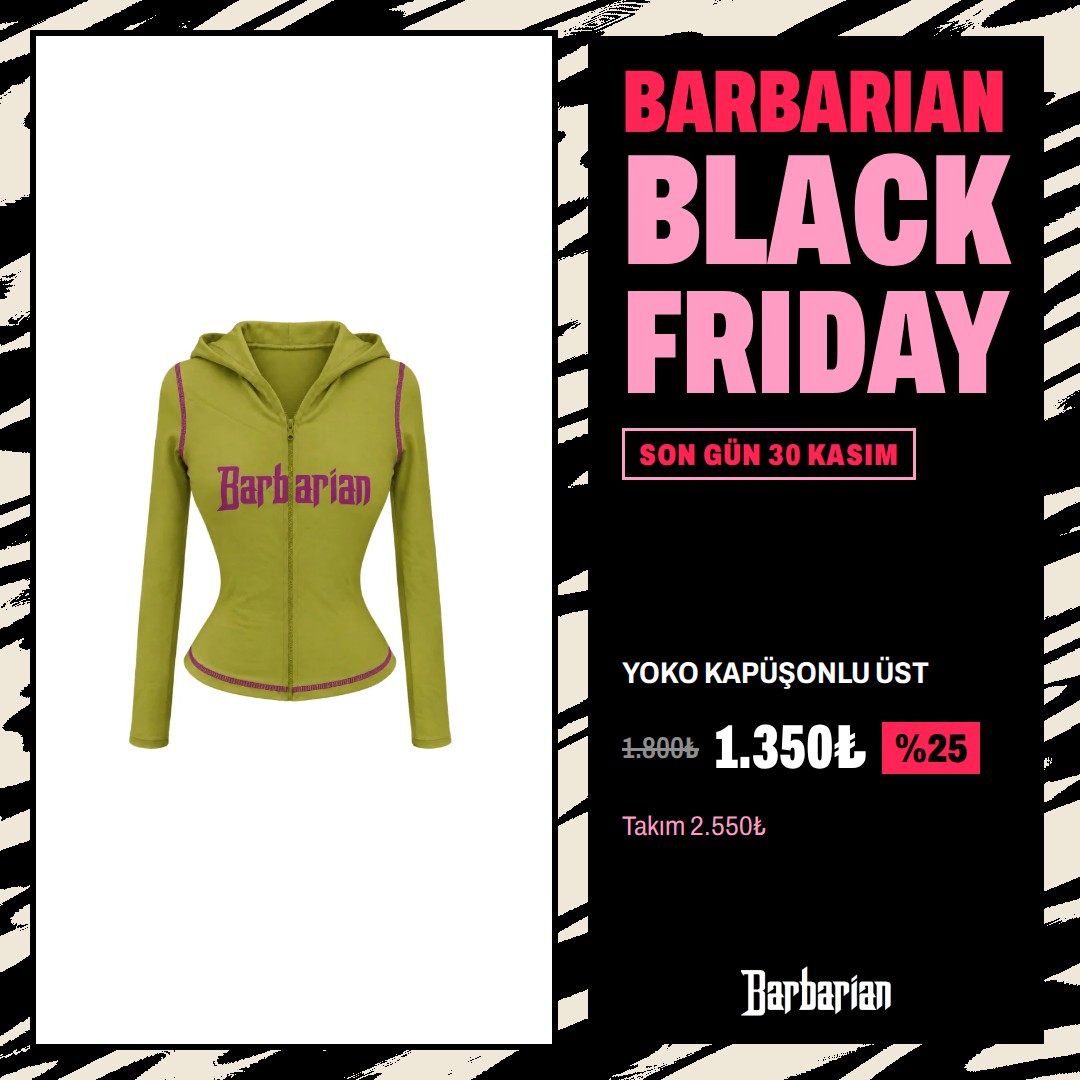 Barbarian
BARBARIAN
BLACK
FRIDAY
SON GÜN 30 KASIM
YOKO KAPÜŞONLU ÜST
1.800₺ 1.350₺ %25
Takım 2.550₺
Barbarian